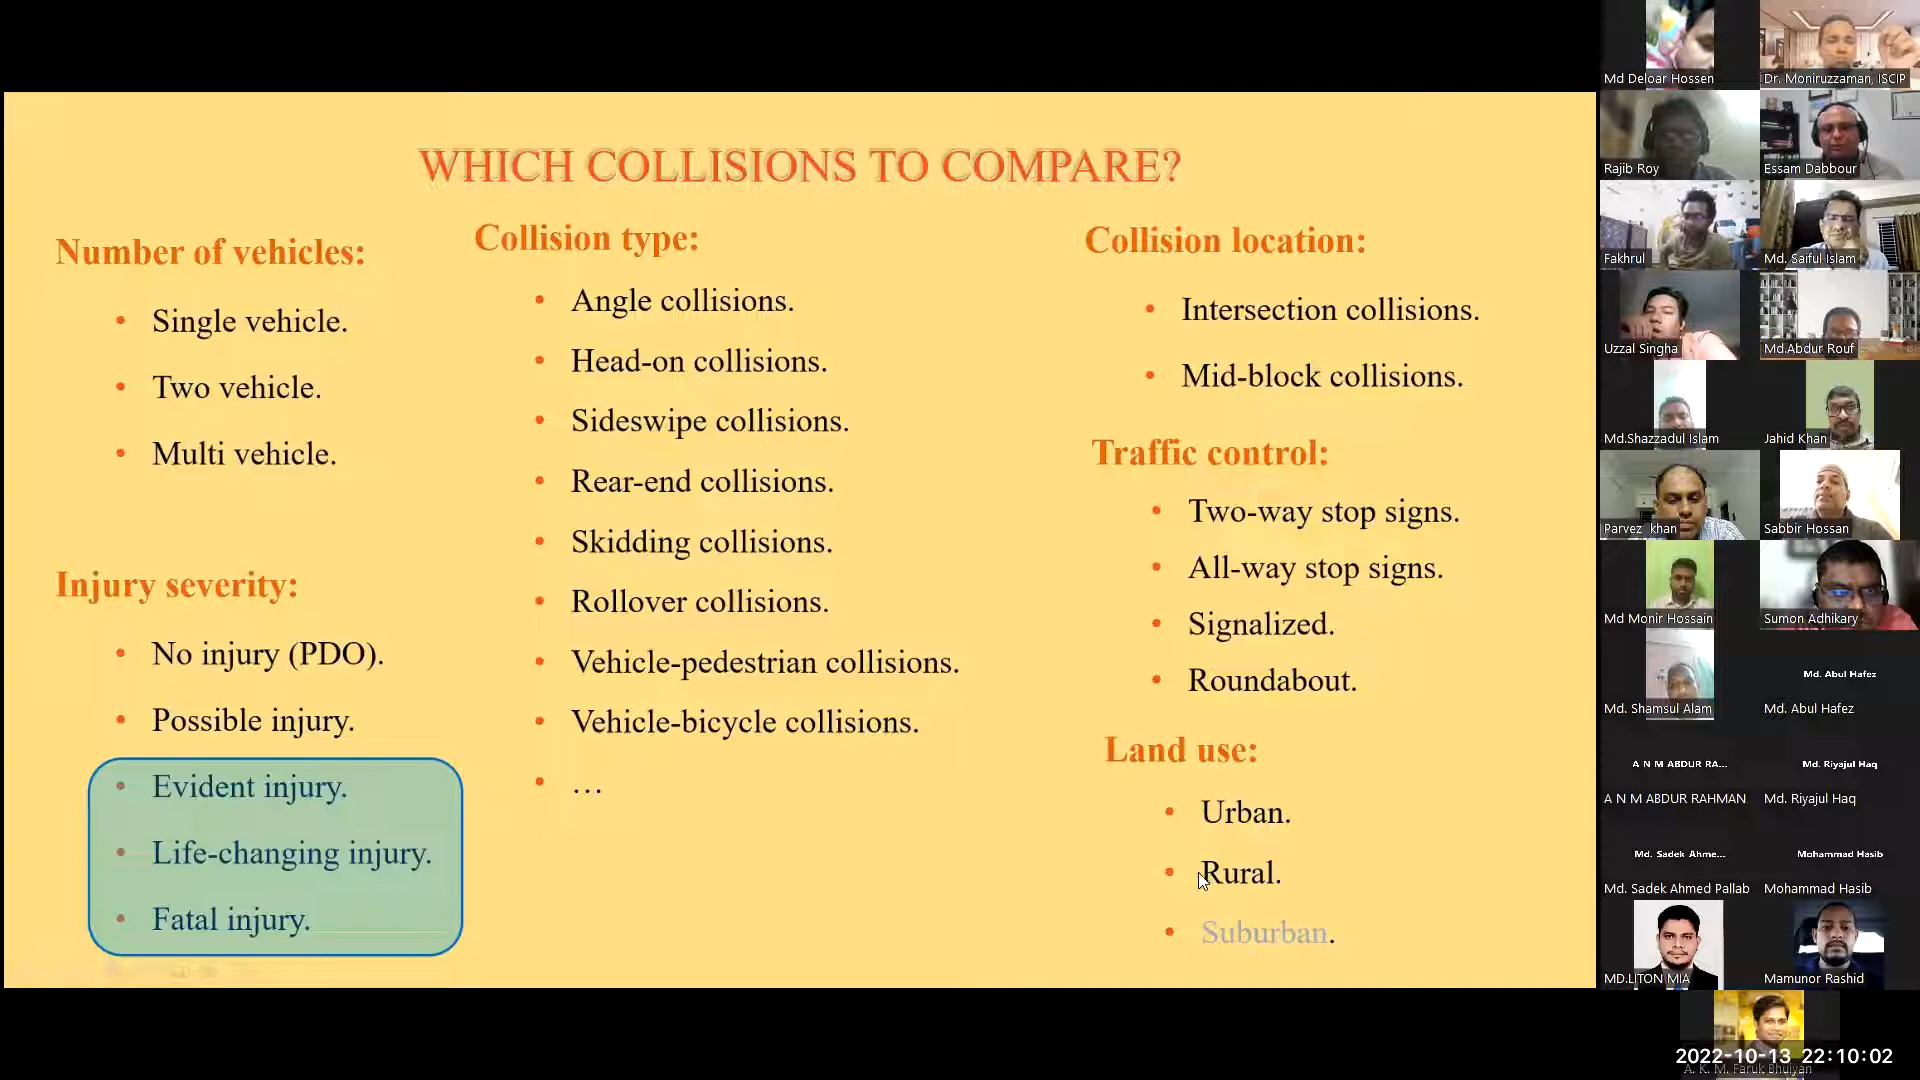 WHICH COLLISIONS TO COMPARE?
Number of vehicles:
• Single vehicle.
• Two vehicle.
• Multi vehicle.
Injury severity:
• No injury (PDO).
• Possible injury.
• Evident injury.
• Life-changing injury.
• Fatal injury.
Collision type:
• Angle collisions.
• Head-on collisions.
• Sideswipe collisions.
• Rear-end collisions.
• Skidding collisions.
• Rollover collisions.
• Vehicle-pedestrian collisions.
• Vehicle-bicycle collisions.
• …
Collision location:
• Intersection collisions.
• Mid-block collisions.
Traffic control:
• Two-way stop signs.
• All-way stop signs.
• Signalized.
• Roundabout.
Land use:
• Urban.
• Rural.
• Suburban.
Md Deloar Hossen
Dr. Moniruzzaman, ISCIP
Rajib Roy
Essam Dabbour
Fakhrul
Md. Saiful Islam
Uzzal Singha
Md.Abdur Rouf
Md.Shazzadul Islam
Jahid Khan
Parvez khan
Sabbir Hossan
Md Monir Hossain
Sumon Adhikary
Md. Shamsul Alam
Md. Abul Hafez
Md. Abul Hafez
A N M ABDUR RA...
A N M ABDUR RAHMAN
Md. Riyajul Haq
Md. Riyajul Haq
Md. Sadek Ahme...
Md. Sadek Ahmed Pallab
Mohammad Hasib
Mohammad Hasib
MD.LITON MIA
Mamunor Rashid
2022-10-13 22:10:02
A. K. M. Faruk Bhuiyan